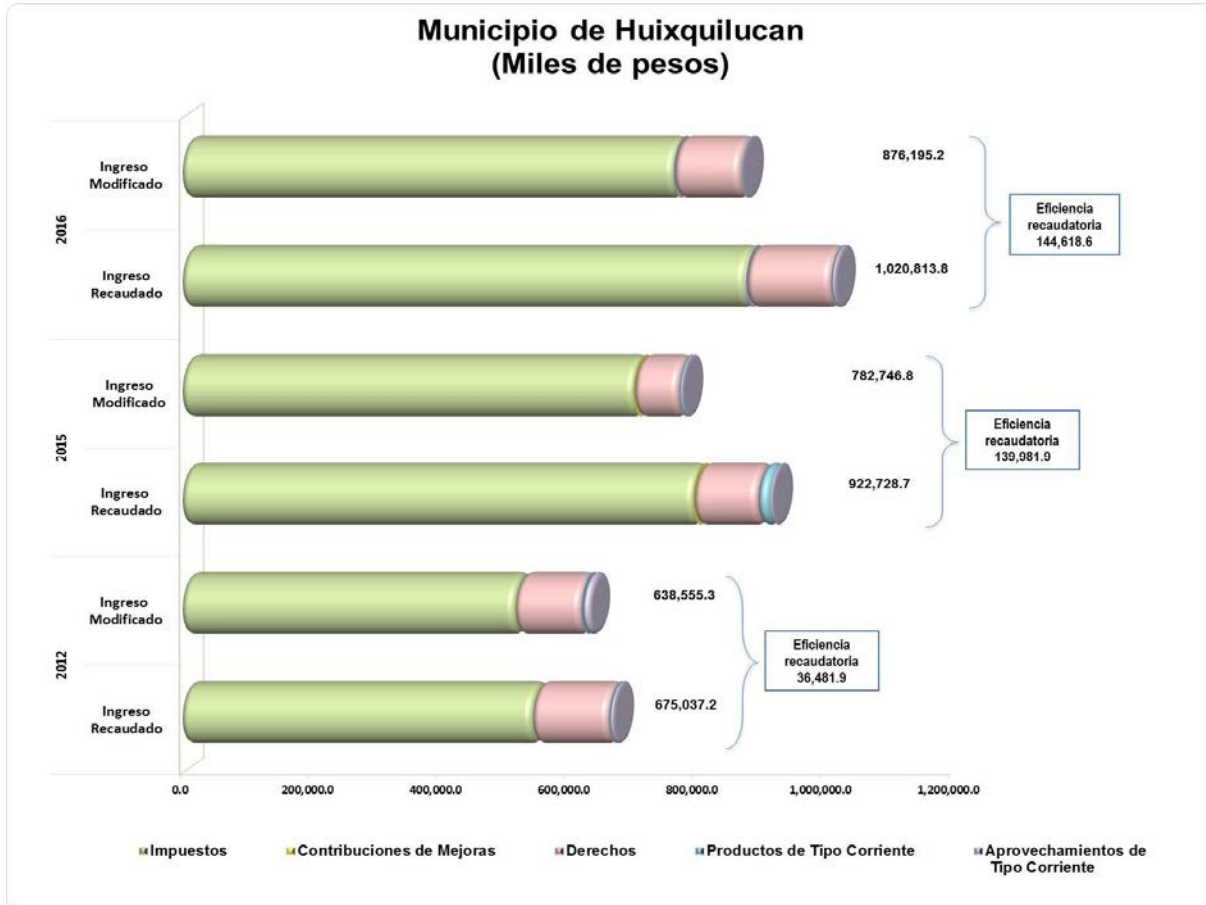 Municipio de Huixquilucan
(Miles de pesos)
2016
Ingreso
Modificado
876,195.2
Ingreso
Recaudado
1,020,813.8
Eficiencia
recaudatoria
144,618.6
2015
Ingreso
Modificado
782,746.8
Ingreso
Recaudado
922,728.7
Eficiencia
recaudatoria
139,981.9
2012
Ingreso
Modificado
638,555.3
Ingreso
Recaudado
675,037.2
Eficiencia
recaudatoria
36,481.9
0.0 200,000.0 400,000.0 600,000.0 800,000.0 1,000,000.0 1,200,000.0
Impuestos Contribuciones de Mejoras Derechos Productos de Tipo Corriente Aprovechamientos de
Tipo Corriente